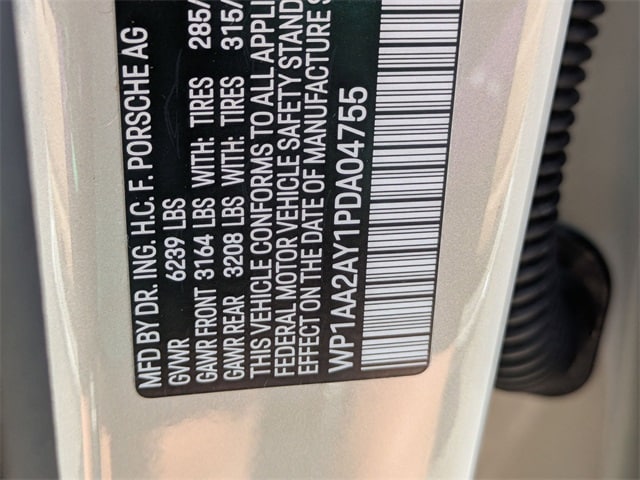 MFD BY DR. ING. H.C. F. PORSCHE AG
GVWR 6239 LBS
GAWR FRONT 3164 LBS WITH: TIRES 285/
GAWR REAR 3208 LBS WITH: TIRES 315/
THIS VEHICLE CONFORMS TO ALL APPLI
FEDERAL MOTOR VEHICLE SAFETY STAND
EFFECT ON THE DATE OF MANUFACTURE S
WP1AA2AY1PDA04755